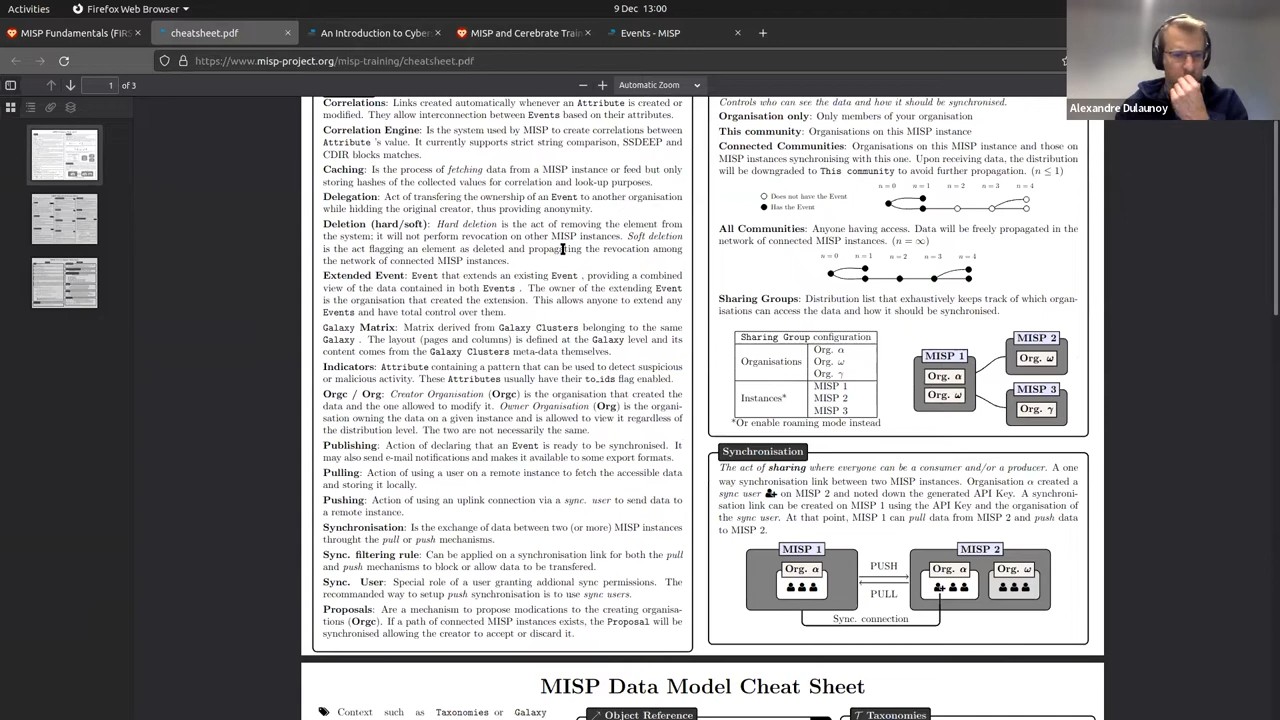 Activities
Firefox Web Browser
9 Dec 13:00
MISP Fundamentals (FIRS
cheatsheet.pdf
An Introduction to Cyber
MISP and Cerebrate Train
Events - MISP
https://www.misp-project.org/misp-training/cheatsheet.pdf
1 of 3
Automatic Zoom
Alexandre Dulaunoy
Correlations: Links created automatically whenever an Attribute is created or
modified. They allow interconnection between Events based on their attributes.
Correlation Engine: Is the system used by MISP to create correlations between
Attribute 's value. It currently supports strict string comparison, SSDEEP and
CDIR blocks matches.
Caching: Is the process of fetching data from a MISP instance or feed but only
storing hashes of the collected values for correlation and look-up purposes.
Delegation: Act of transfering the ownership of an Event to another organisation
while hidding the original creator, thus providing anonymity.
Deletion (hard/soft): Hard deletion is the act of removing the element from
the system; it will not perform revocation on other MISP instances. Soft deletion
is the act flagging an element as deleted and propagating the revocation among
the network of connected MISP instances.
Extended Event: Event that extends an existing Event , providing a combined
view of the data contained in both Events . The owner of the extending Event
is the organisation that created the extension. This allows anyone to extend any
Events and have total control over them.
Galaxy Matrix: Matrix derived from Galaxy Clusters belonging to the same
Galaxy . The layout (pages and columns) is defined at the Galaxy level and its
content comes from the Galaxy Clusters meta-data themselves.
Indicators: Attribute containing a pattern that can be used to detect suspicious
or malicious activity. These Attributes usually have their to_ids flag enabled.
Orgc / Org: Creator Organisation (Orgc) is the organisation that created the
data and the one allowed to modify it. Owner Organisation (Org) is the organi-
sation owning the data on a given instance and is allowed to view it regardless of
the distribution level. The two are not necessarily the same.
Publishing: Action of declaring that an Event is ready to be synchronised. It
may also send e-mail notifications and makes it available to some export formats.
Pulling: Action of using a user on a remote instance to fetch the accessible data
and storing it locally.
Pushing: Action of using an uplink connection via a sync. user to send data to
a remote instance.
Synchronisation: Is the exchange of data between two (or more) MISP instances
throught the pull or push mechanisms.
Sync. filtering rule: Can be applied on a synchronisation link for both the pull
and push mechanisms to block or allow data to be transfered.
Sync. User: Special role of a user granting addional sync permissions. The
recommanded way to setup push synchronisation is to use sync users.
Proposals: Are a mechanism to propose modications to the creating organisa-
tions (Orgc). If a path of connected MISP instances exists, the Proposal will be
synchronised allowing the creator to accept or discard it.
Controls who can see the data and how it should be synchronised.
Organisation only: Only members of your organisation
This community: Organisations on this MISP instance
Connected Communities: Organisations on this MISP instance and those on
MISP instances synchronising with this one. Upon receiving data, the distribution
will be downgraded to This community to avoid further propagation. (n ≤ 1)
n = 0 n = 1 n = 2 n = 3 n = 4
Does not have the Event
Has the Event
All Communities: Anyone having access. Data will be freely propagated in the
network of connected MISP instances. (n = ∞)
n = 0 n = 1 n = 2 n = 3 n = 4
Sharing Groups: Distribution list that exhaustively keeps track of which organ-
isations can access the data and how it should be synchronised.
Sharing Group configuration
Organisations
Org. α
Org. ω
Org. γ
Instances*
MISP 1
MISP 2
MISP 3
*Or enable roaming mode instead
MISP 1
Org. α
Org. ω
MISP 2
Org. ω
MISP 3
Org. γ
Synchronisation
The act of sharing where everyone can be a consumer and/or a producer. A one
way synchronisation link between two MISP instances. Organisation α created a
sync user on MISP 2 and noted down the generated API Key. A synchroni-
sation link can be created on MISP 1 using the API Key and the organisation of
the sync user. At that point, MISP 1 can pull data from MISP 2 and push data
to MISP 2.
MISP 1
Org. α
PUSH
PULL
MISP 2
Org. α
Org. ω
Sync. connection
MISP Data Model Cheat Sheet
Context such as Taxonomies or Galaxy
Object Reference
Taxonomies